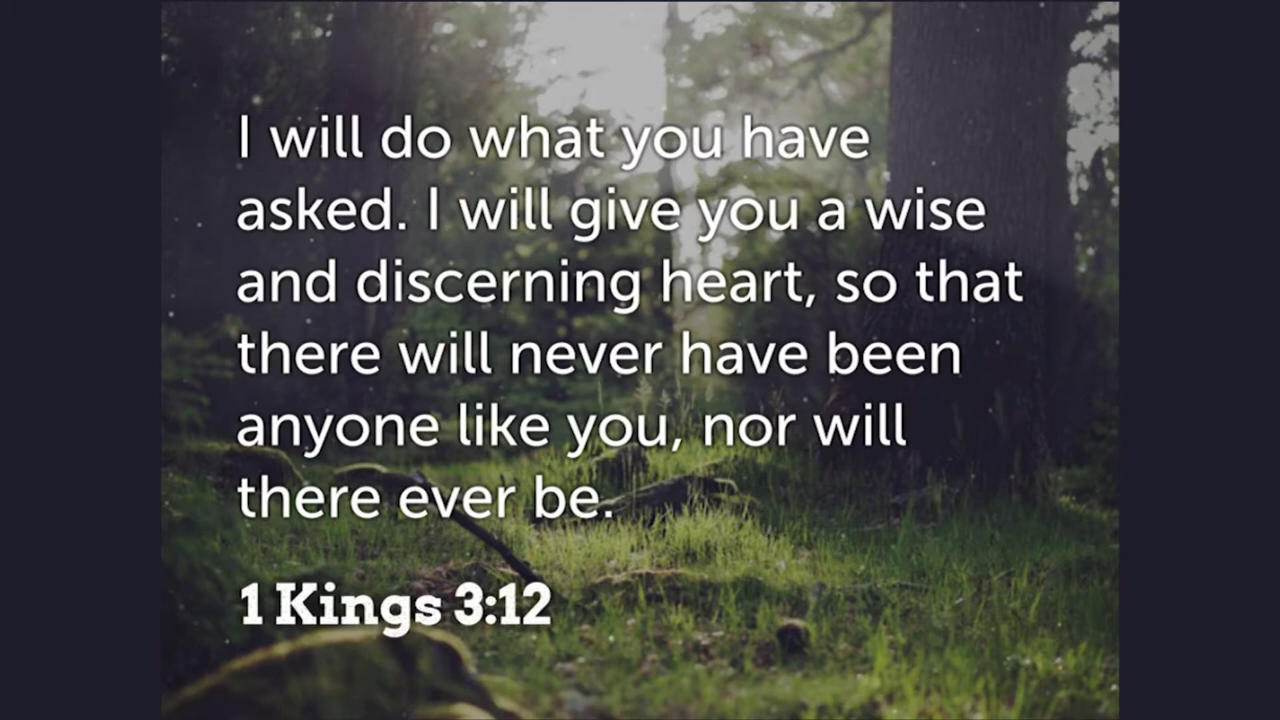 I will do what you have
asked. I will give you a wise
and discerning heart, so that
there will never have been
anyone like you, nor will
there ever be.
1 Kings 3:12